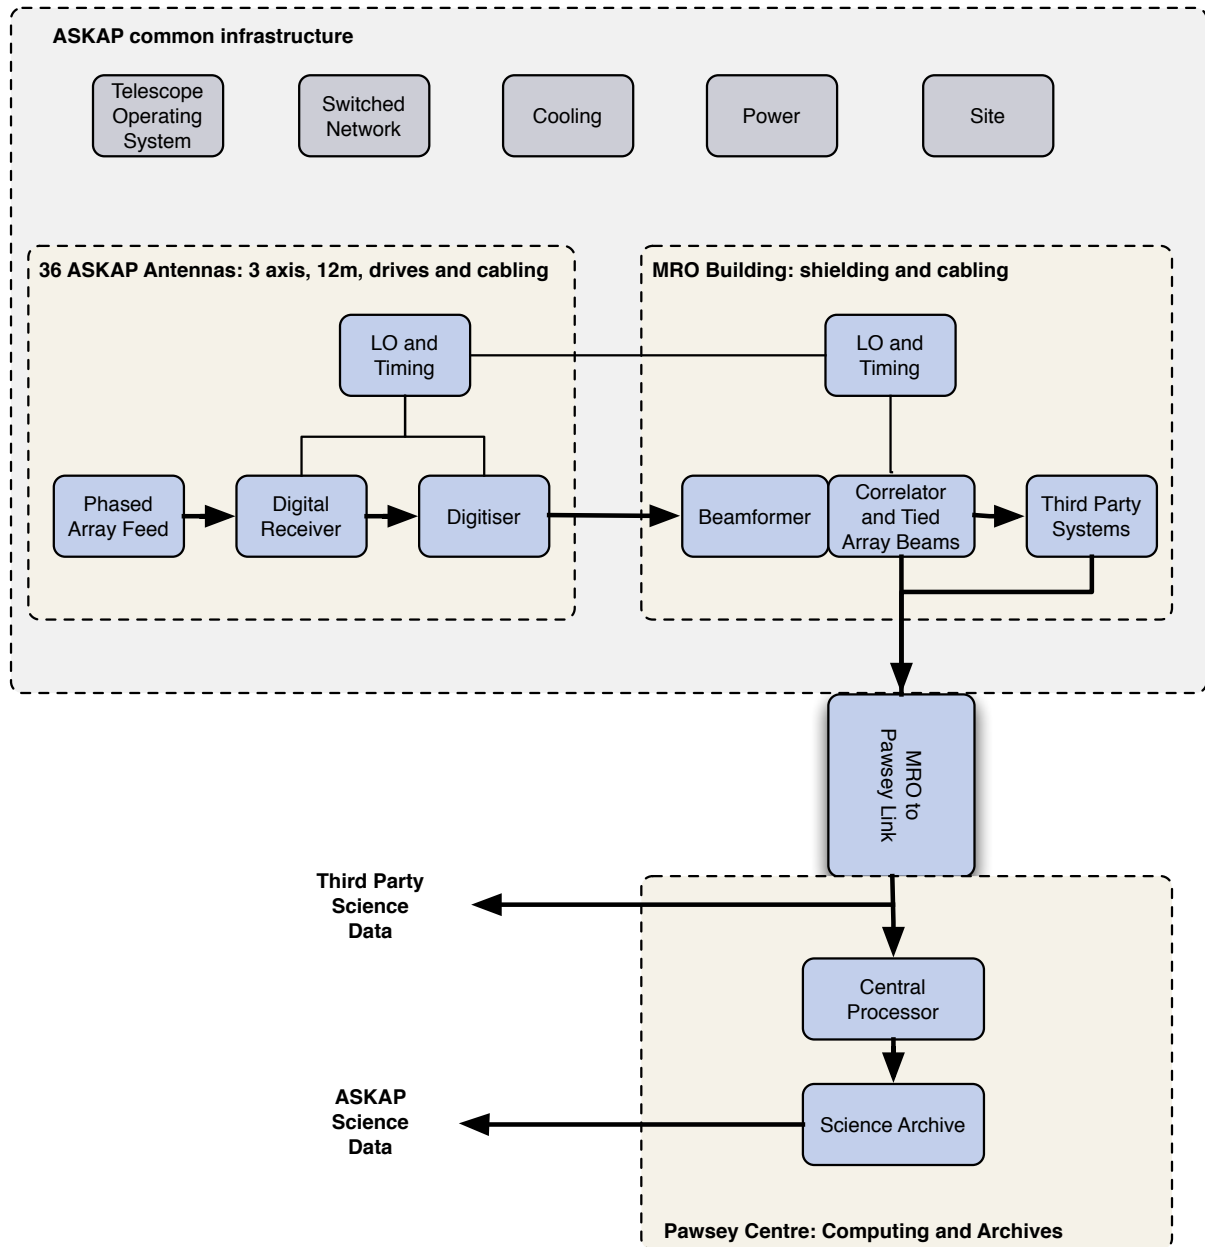 ASKAP common infrastructure
Telescope
Operating
System
Switched
Network
Cooling
Power
Site
36 ASKAP Antennas: 3 axis, 12m, drives and cabling
LO and
Timing
Phased
Array Feed
Digital
Receiver
Digitiser
MRO Building: shielding and cabling
LO and
Timing
Beamformer
Correlator
and Tied
Array Beams
Third Party
Systems
MRO to
Pawsey Link
Third Party
Science
Data
Central
Processor
ASKAP
Science
Data
Science Archive
Pawsey Centre: Computing and Archives